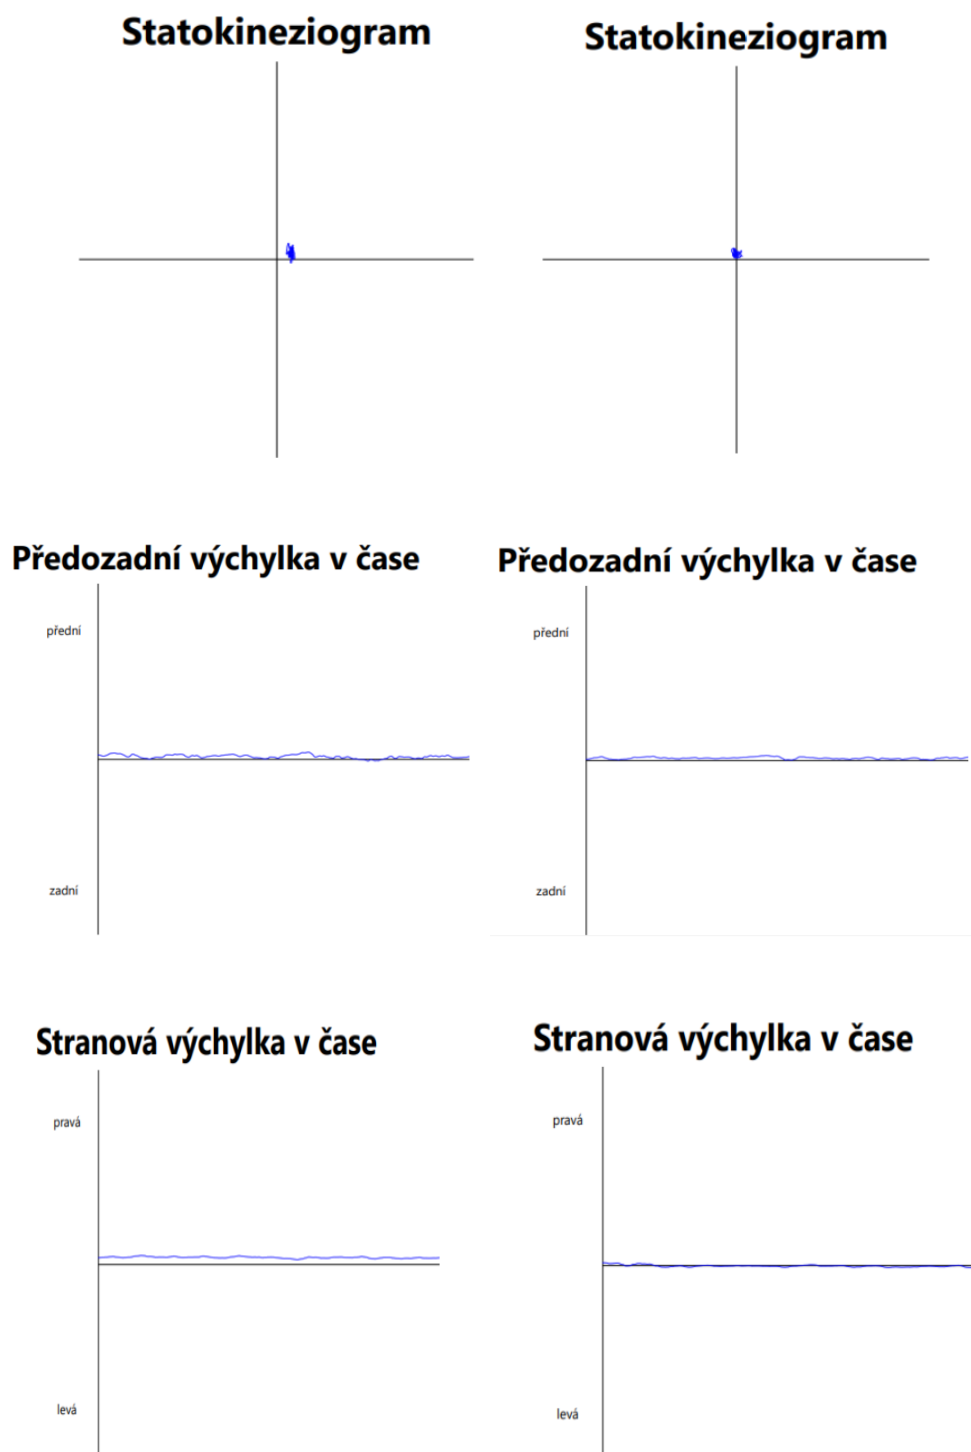 Statokineziogram
Statokineziogram
Předozadní výchylka v čase
Předozadní výchylka v čase
přední
přední
zadní
zadní
Stranová výchylka v čase
Stranová výchylka v čase
pravá
pravá
levá
levá